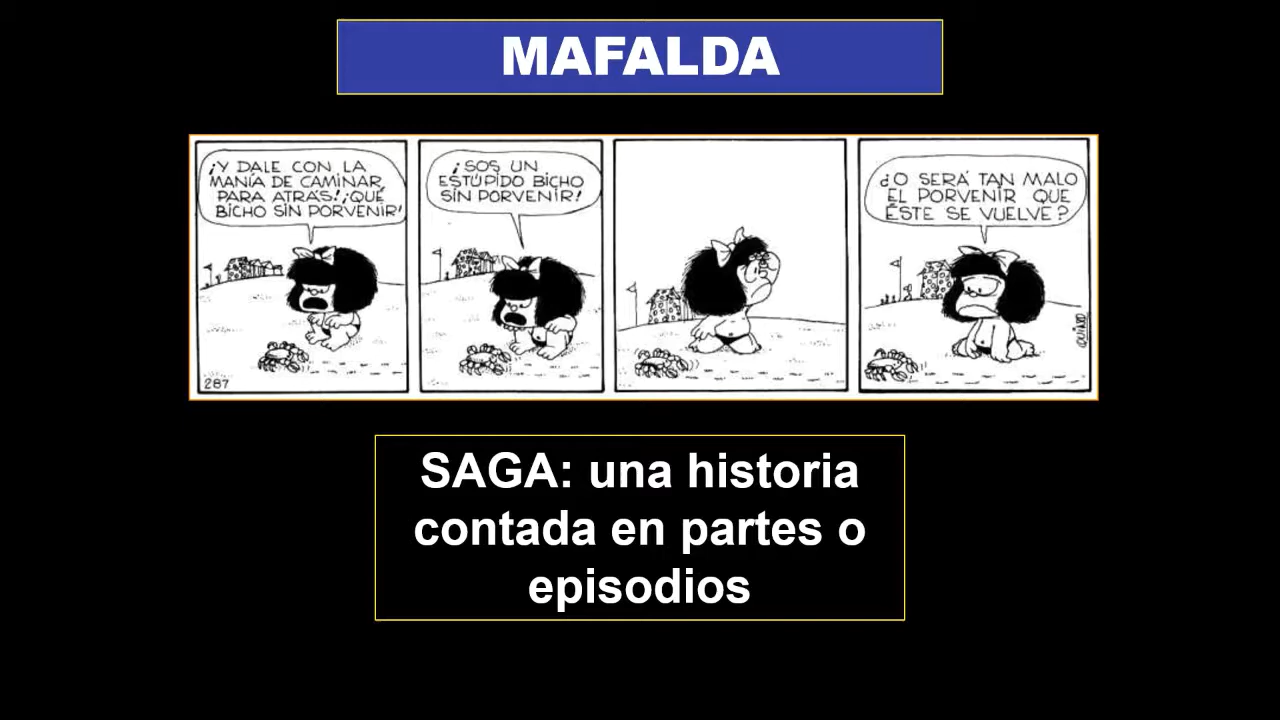 MAFALDA
¡Y DALE CON LA
MANÍA DE CAMINAR
PARA ATRÁS! ¡QUÉ
BICHO SIN PORVENIR!
¡SOS UN
ESTÚPIDO BICHO
SIN PORVENIR!
¿O SERÁ TAN MALO
EL PORVENIR QUE
ÉSTE SE VUELVE?
287
QUINO
SAGA: una historia
contada en partes o
episodios